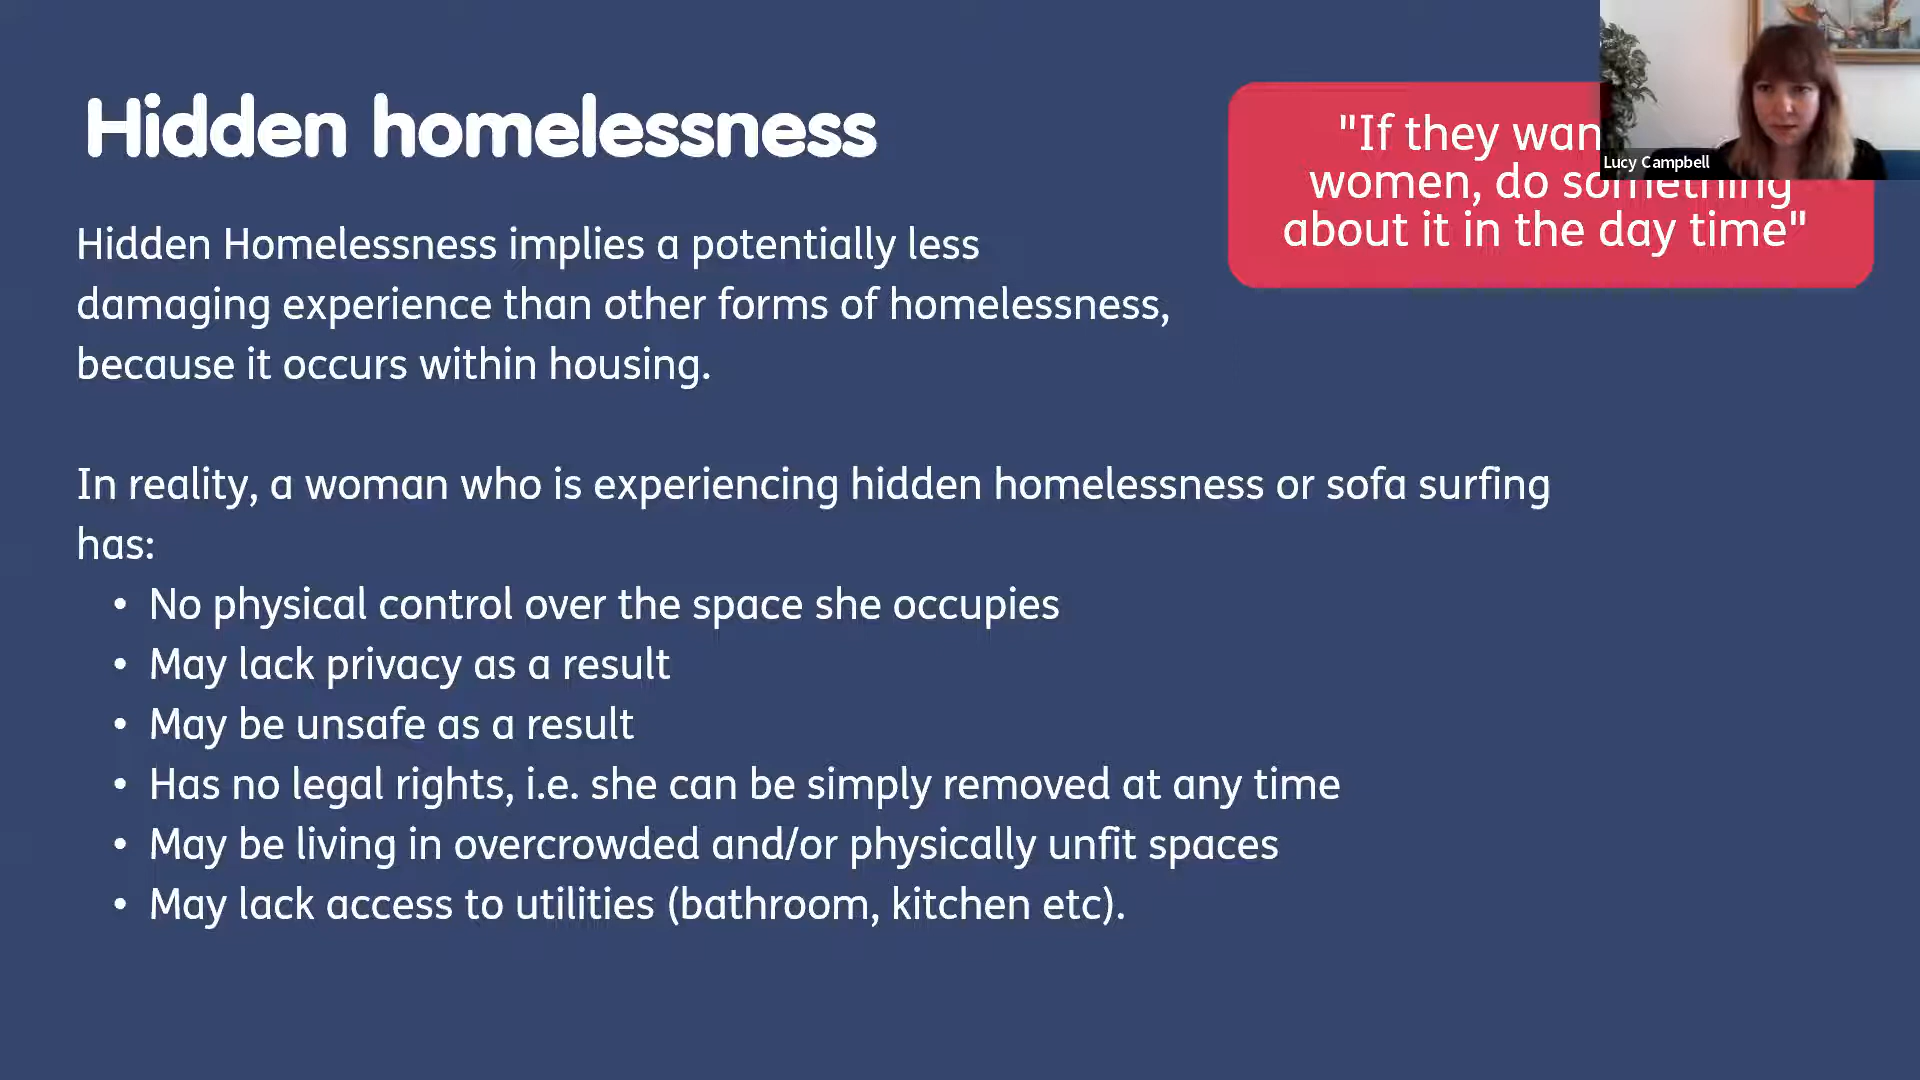 Hidden homelessness
"If they wan
women, do something
about it in the day time"
Lucy Campbell
Hidden Homelessness implies a potentially less
damaging experience than other forms of homelessness,
because it occurs within housing.
In reality, a woman who is experiencing hidden homelessness or sofa surfing
has:
• No physical control over the space she occupies
• May lack privacy as a result
• May be unsafe as a result
• Has no legal rights, i.e. she can be simply removed at any time
• May be living in overcrowded and/or physically unfit spaces
• May lack access to utilities (bathroom, kitchen etc).